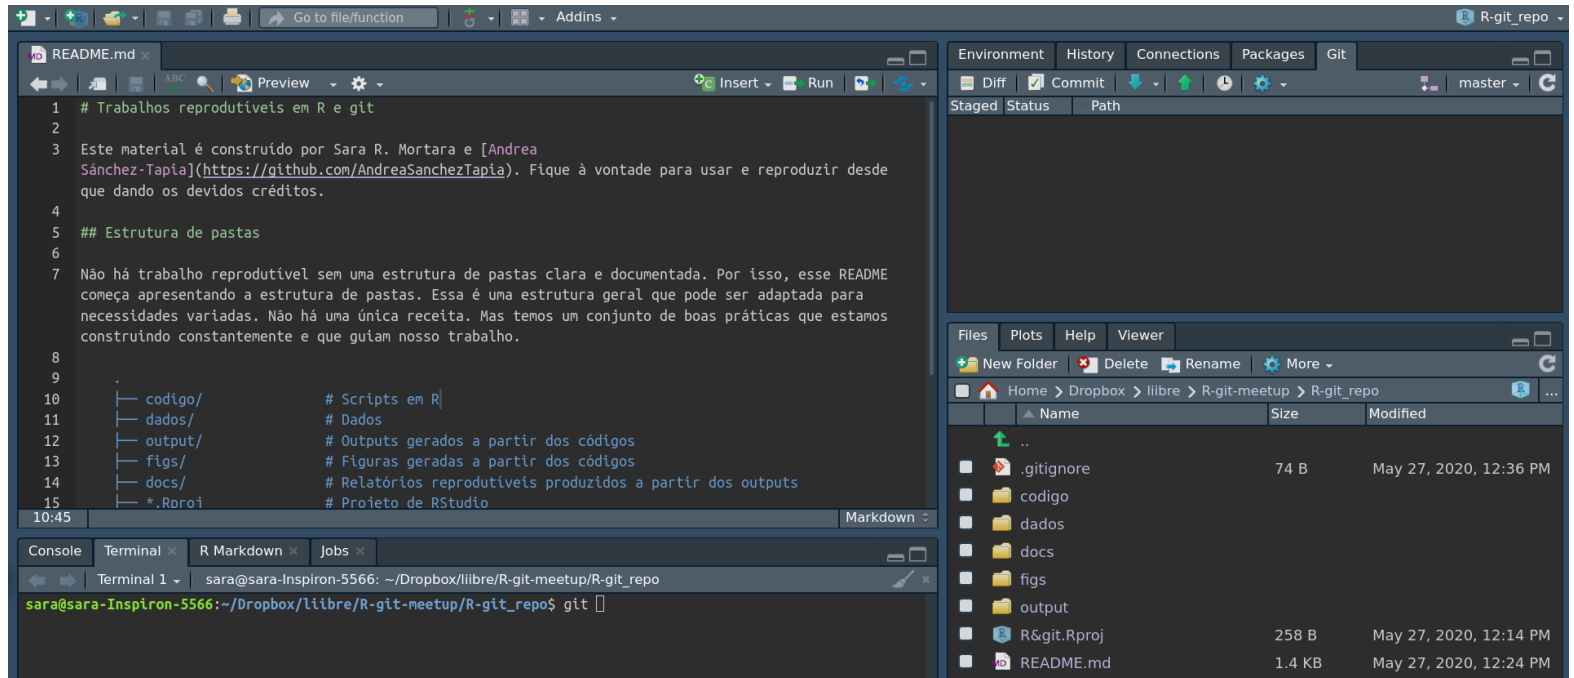 Go to file/function
Addins
R-git_repo
README.md
ABC
Preview
Insert
Run
1 # Trabalhos reprodutíveis em R e git
2
3 Este material é construído por Sara R. Mortara e [Andrea
Sánchez-Tapia](https://github.com/AndreaSanchezTapia). Fique à vontade para usar e reproduzir desde
que dando os devidos créditos.
4
5 ## Estrutura de pastas
6
7 Não há trabalho reprodutível sem uma estrutura de pastas clara e documentada. Por isso, esse README
começa apresentando a estrutura de pastas. Essa é uma estrutura geral que pode ser adaptada para
necessidades variadas. Não há uma única receita. Mas temos um conjunto de boas práticas que estamos
construindo constantemente e que guiam nosso trabalho.
8
9 .
10 ├── codigo/ # Scripts em R
11 ├── dados/ # Dados
12 ├── output/ # Outputs gerados a partir dos códigos
13 ├── figs/ # Figuras geradas a partir dos códigos
14 ├── docs/ # Relatórios reprodutíveis produzidos a partir dos outputs
15 ├── *.Rproj # Projeto de RStudio
10:45 Markdown
Console Terminal R Markdown Jobs
Terminal 1 sara@sara-Inspiron-5566: ~/Dropbox/liibre/R-git-meetup/R-git_repo
sara@sara-Inspiron-5566:~/Dropbox/liibre/R-git-meetup/R-git_repo$ git
Environment History Connections Packages Git
Diff Commit master
Staged Status Path
Files Plots Help Viewer
New Folder Delete Rename More
Home Dropbox liibre R-git-meetup R-git_repo ...
Name Size Modified
..
.gitignore 74 B May 27, 2020, 12:36 PM
codigo
dados
docs
figs
output
R&git.Rproj 258 B May 27, 2020, 12:14 PM
README.md 1.4 KB May 27, 2020, 12:24 PM